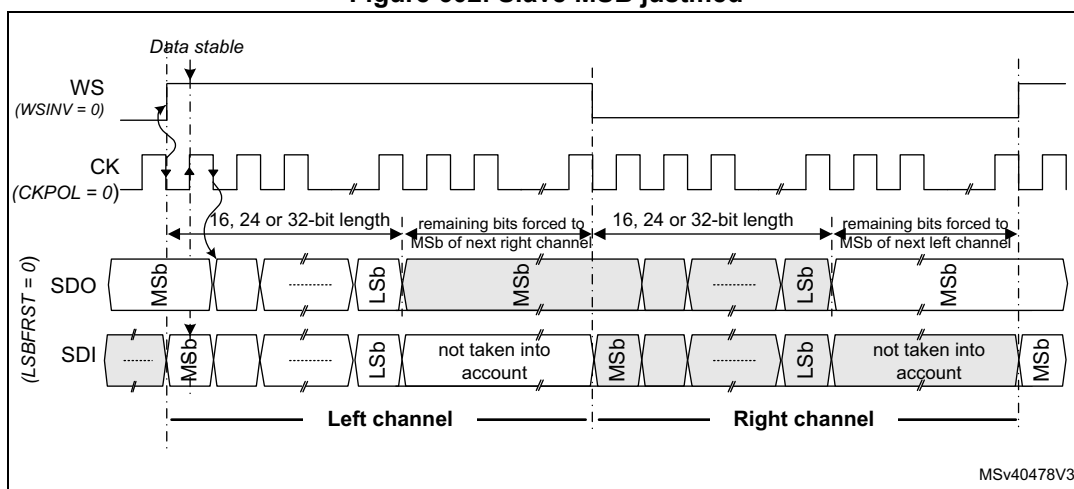 Figure 692. Slave MSB justified
Data stable
WS
(WSINV = 0)
CK
(CKPOL = 0)
16, 24 or 32-bit length
remaining bits forced to
MSb of next right channel
16, 24 or 32-bit length
remaining bits forced to
MSb of next left channel
(LSBFRST = 0)
SDO
MSb
LSb
MSb
LSb
MSb
SDI
MSb
LSb
not taken into
account
MSb
LSb
not taken into
account
MSb
Left channel
Right channel
MSv40478V3